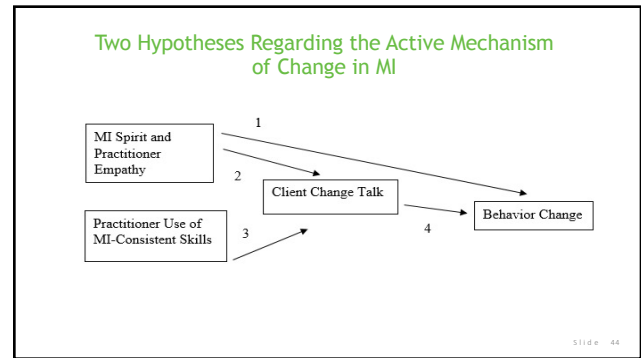 Two Hypotheses Regarding the Active Mechanism
of Change in MI
1
MI Spirit and
Practitioner
Empathy
2
Client Change Talk
Behavior Change
4
Practitioner Use of
MI-Consistent Skills
3
Slide 44